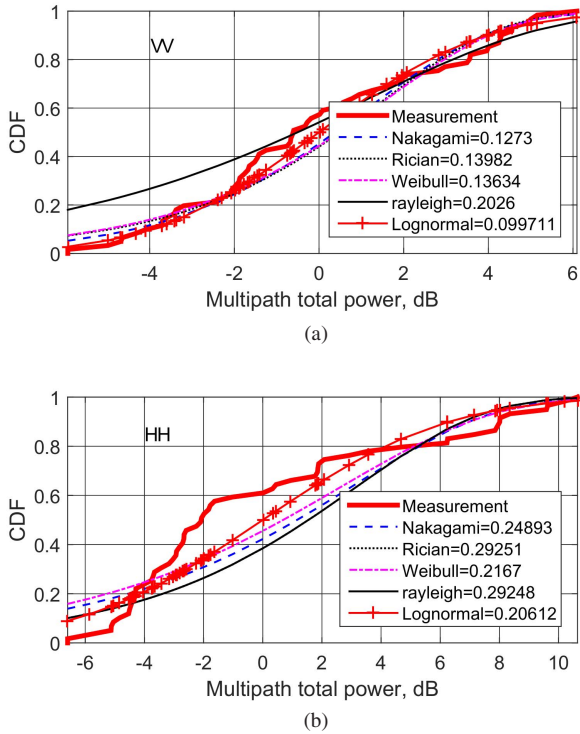 1
VV
0.8
0.6
CDF
0.4
0.2
0
Measurement
Nakagami=0.1273
Rician=0.13982
Weibull=0.13634
rayleigh=0.2026
Lognormal=0.099711
-4 -2 0 2 4 6
Multipath total power, dB
(a)
1
HH
0.8
0.6
CDF
0.4
0.2
0
Measurement
Nakagami=0.24893
Rician=0.29251
Weibull=0.2167
rayleigh=0.29248
Lognormal=0.20612
-6 -4 -2 0 2 4 6 8 10
Multipath total power, dB
(b)